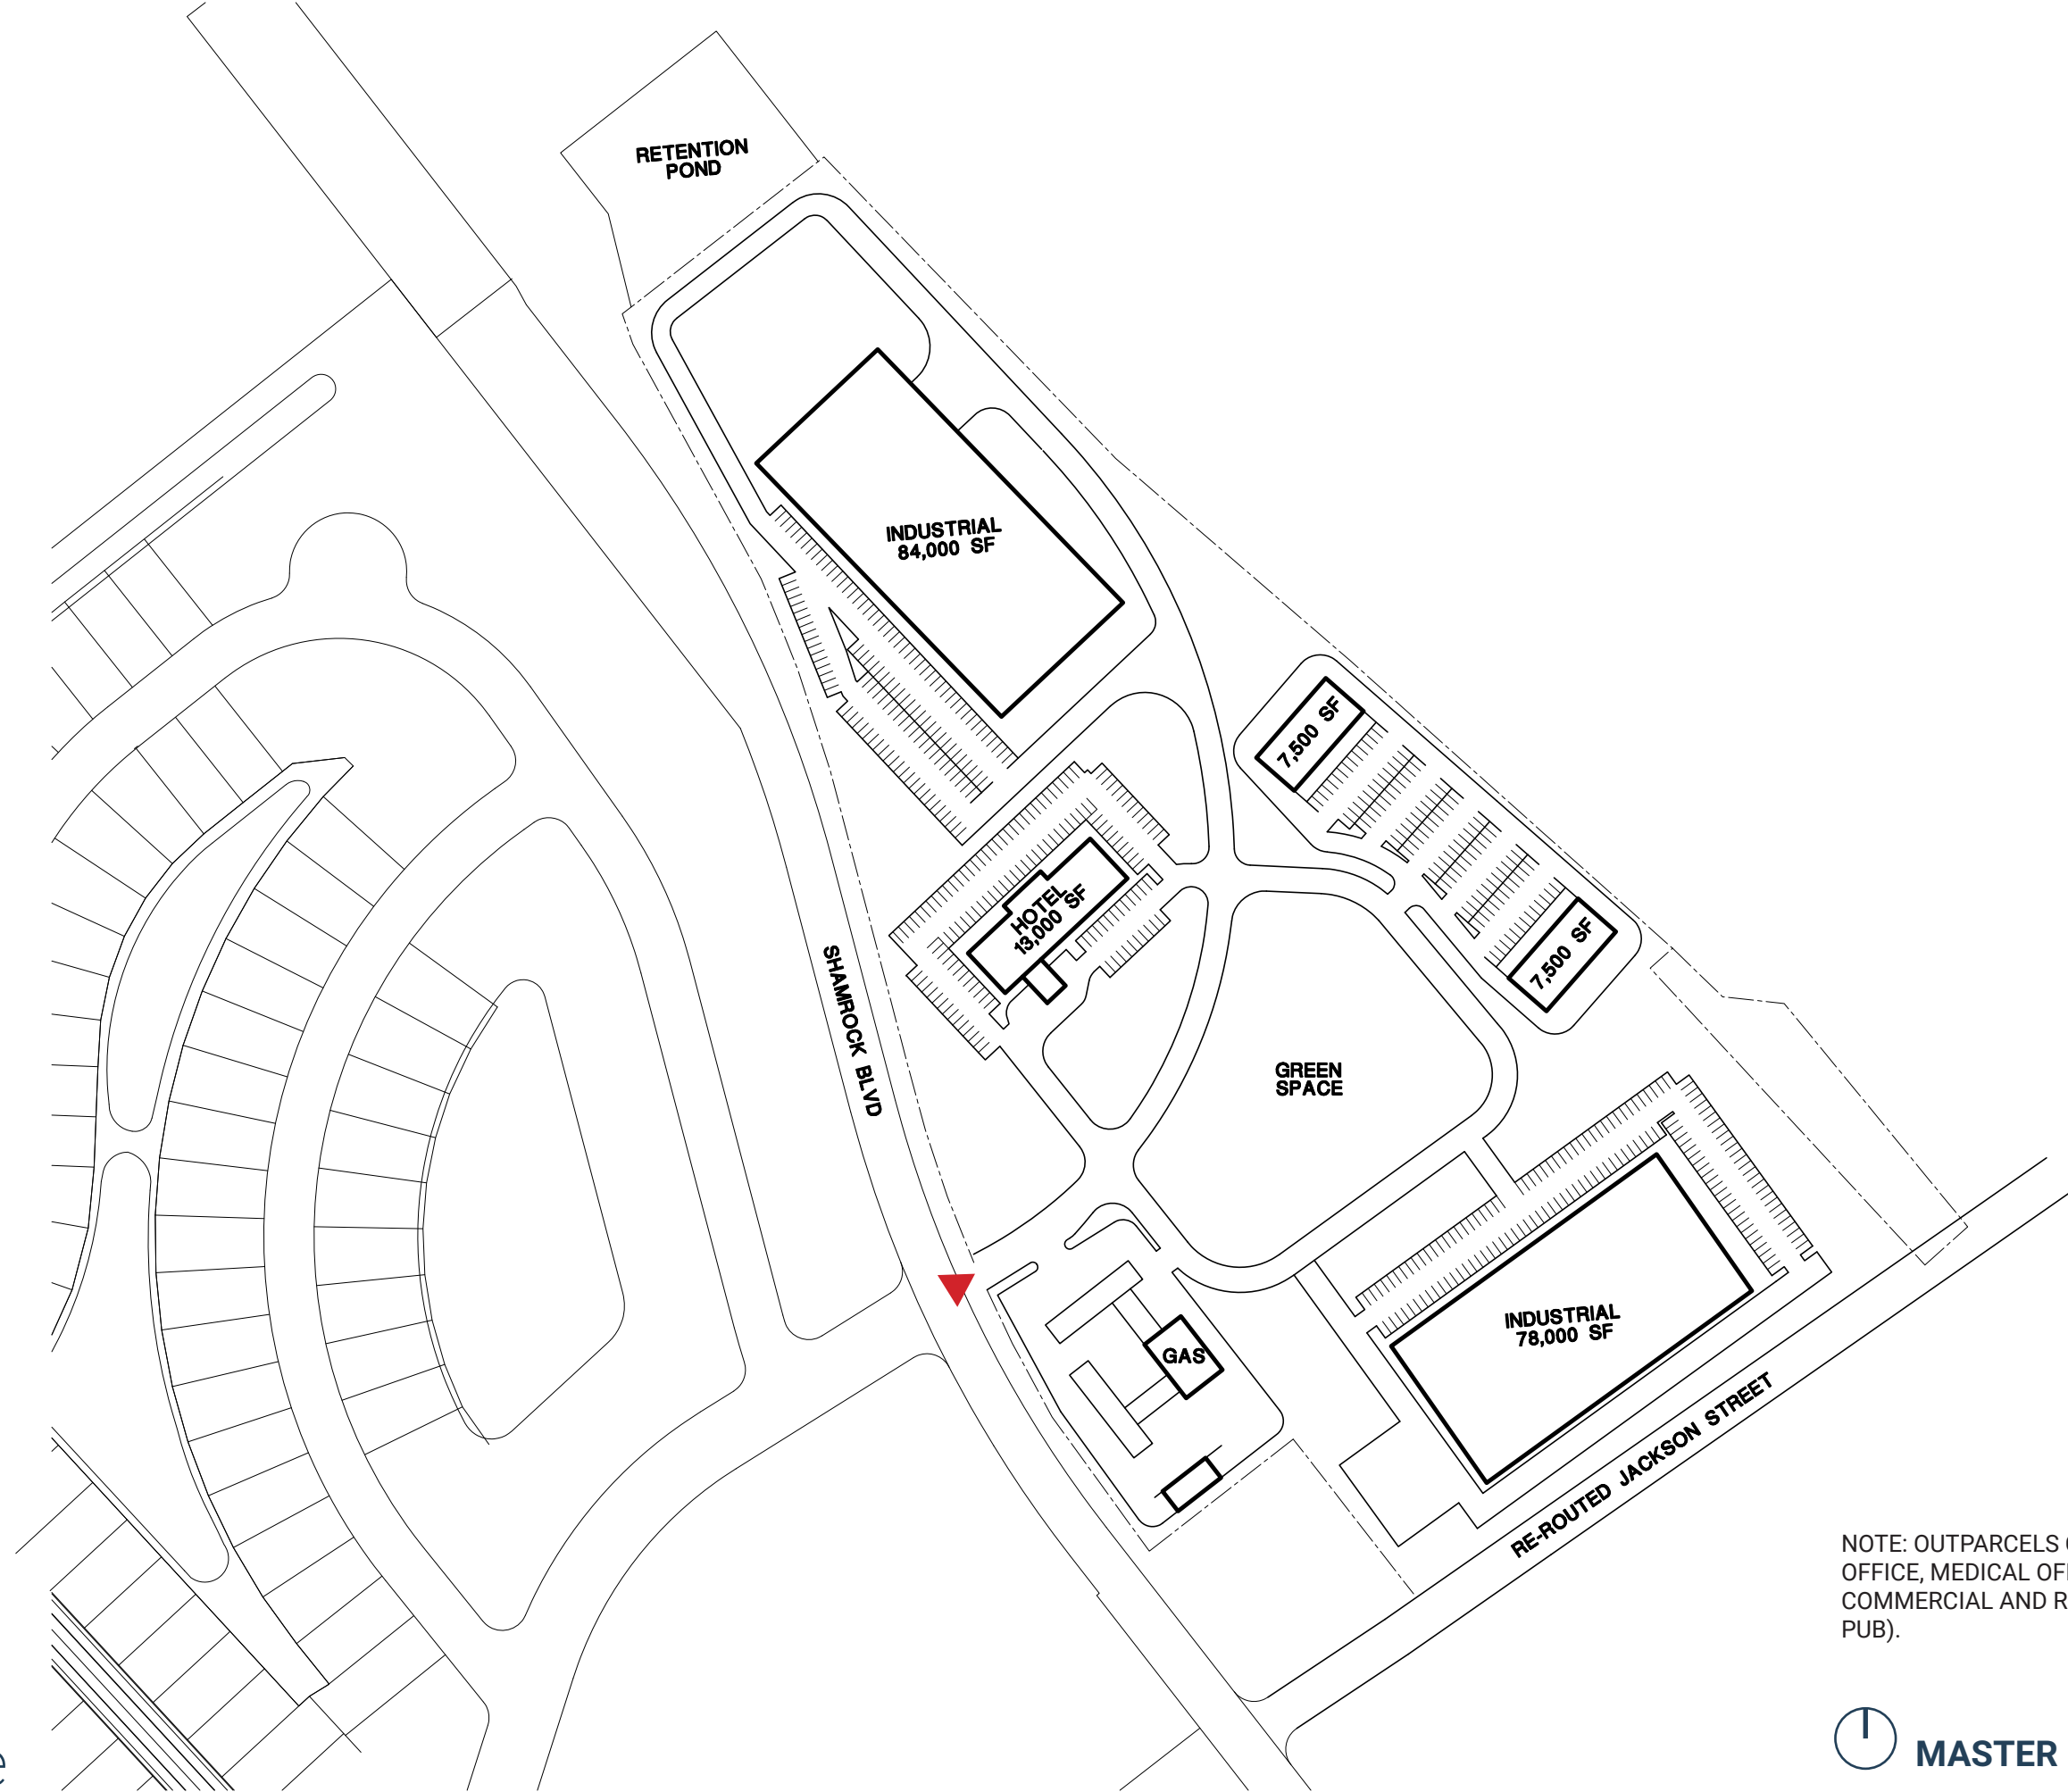 RETENTION
POND
INDUSTRIAL
84,000 SF
7,500 SF
HOTEL
13,000 SF
7,500 SF
SHAMROCK BLVD
GREEN
SPACE
INDUSTRIAL
78,000 SF
GAS
RE-ROUTED JACKSON STREET
NOTE: OUTPARCELS
OFFICE, MEDICAL
COMMERCIAL AND
PUB).
MASTER